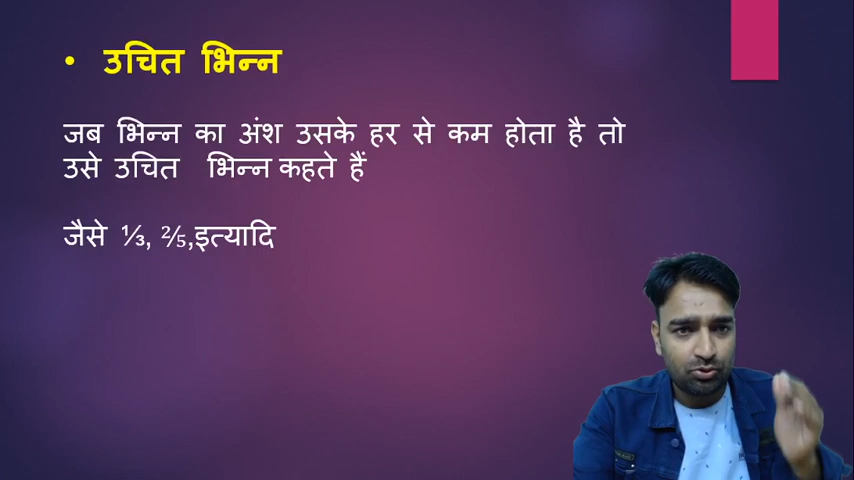 • उचित भिन्न
जब भिन्न का अंश उसके हर से कम होता है तो
उसे उचित भिन्न कहते हैं
जैसे ⅓, ⅖,इत्यादि